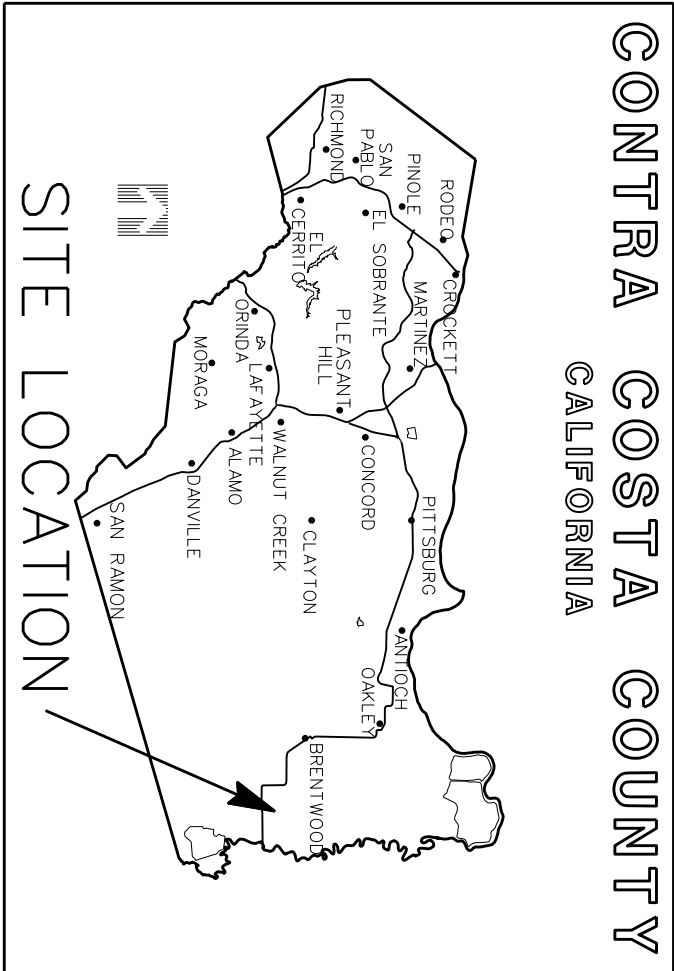 CONTRA COSTA COUNTY
CALIFORNIA
RODEO
CROCKETT
PINOLE
SAN
PABLO
RICHMOND
EL SOBRANTE
MARTINEZ
EL
CERRITO
PLEASANT
HILL
ORINDA
LAFAYETTE
MORAGA
WALNUT CREEK
ALAMO
DANVILLE
SAN RAMON
CONCORD
CLAYTON
PITTSBURG
ANTIOCH
OAKLEY
BRENTWOOD
SITE LOCATION